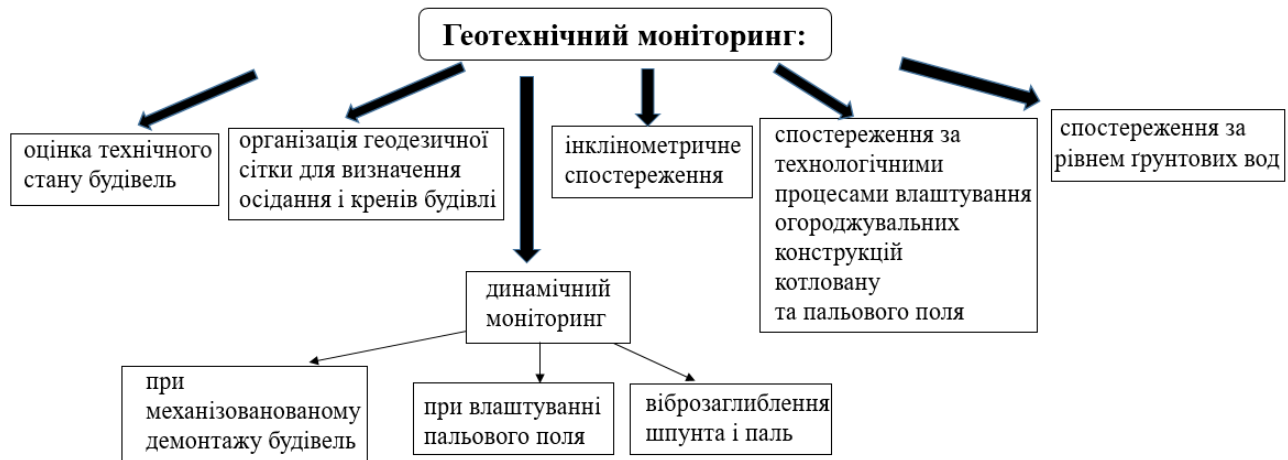 Геотехнічний моніторинг:
оцінка технічного
стану будівель
організація геодезичної
сітки для визначення
осідання і кренів будівлі
інклінометричне
спостереження
спостереження за
технологічними
процесами влаштування
огороджувальних
конструкцій
котловану
та пальового поля
спостереження за
рівнем ґрунтових вод
динамічний
моніторинг
при
механізованованому
демонтажу будівель
при влаштуванні
пальового поля
віброзаглиблення
шпунта і паль